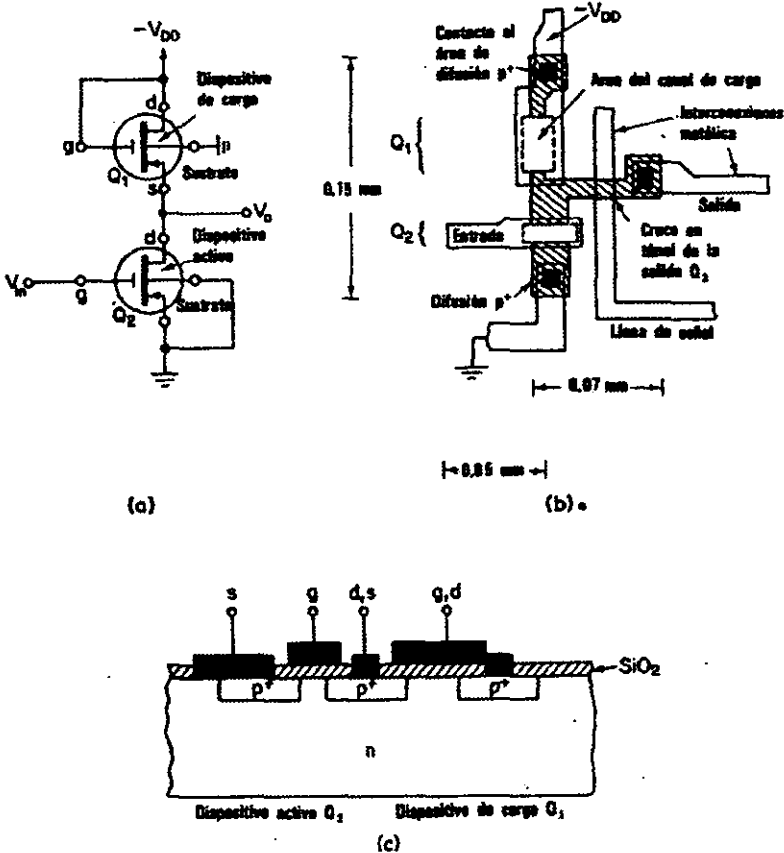 -V_DD
Dispositivo
de carga
d
g
p
Q₁
Sustrato
s
V_o
d
Dispositivo
activo
V_in
g
Sustrato
Q₂
(a)
0,15 mm
-V_DD
Contacto al
área de
difusión p⁺
Area del canal de carga
Interconexiones
metálica
Q₁
Salida
Q₂
Entrada
Cruce en
túnel de la
salida Q₂
Difusión p⁺
Línea de señal
0,07 mm
0,05 mm
(b)
s
g
d,s
g,d
SiO₂
p⁺
p⁺
p⁺
n
Dispositivo activo Q₂
Dispositivo de carga Q₁
(c)